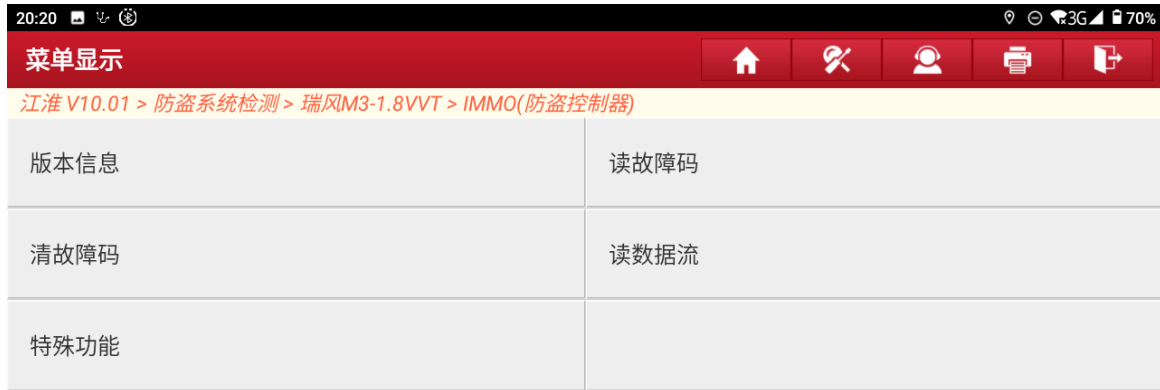 20:20 3G 70%
菜单显示
江淮 V10.01 > 防盗系统检测 > 瑞风M3-1.8VVT > IMMO(防盗控制器)
版本信息 读故障码
清故障码 读数据流
特殊功能